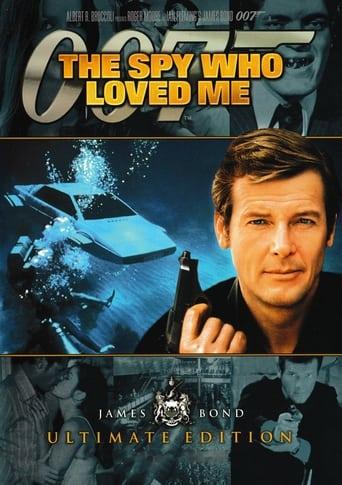 ALBERT R. BROCCOLI PRESENTS ROGER MOORE AS IAN FLEMING'S JAMES BOND 007
007
THE SPY WHO
LOVED ME
TM
JAMES BOND
ULTIMATE EDITION